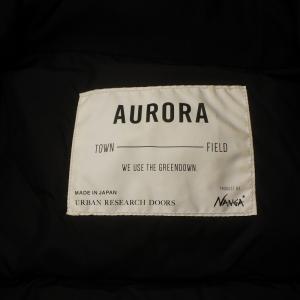 AURORA
TOWN FIELD
WE USE THE GREENDOWN.
PRODUCT BY
MADE IN JAPAN
URBAN RESEARCH DOORS
NANGA